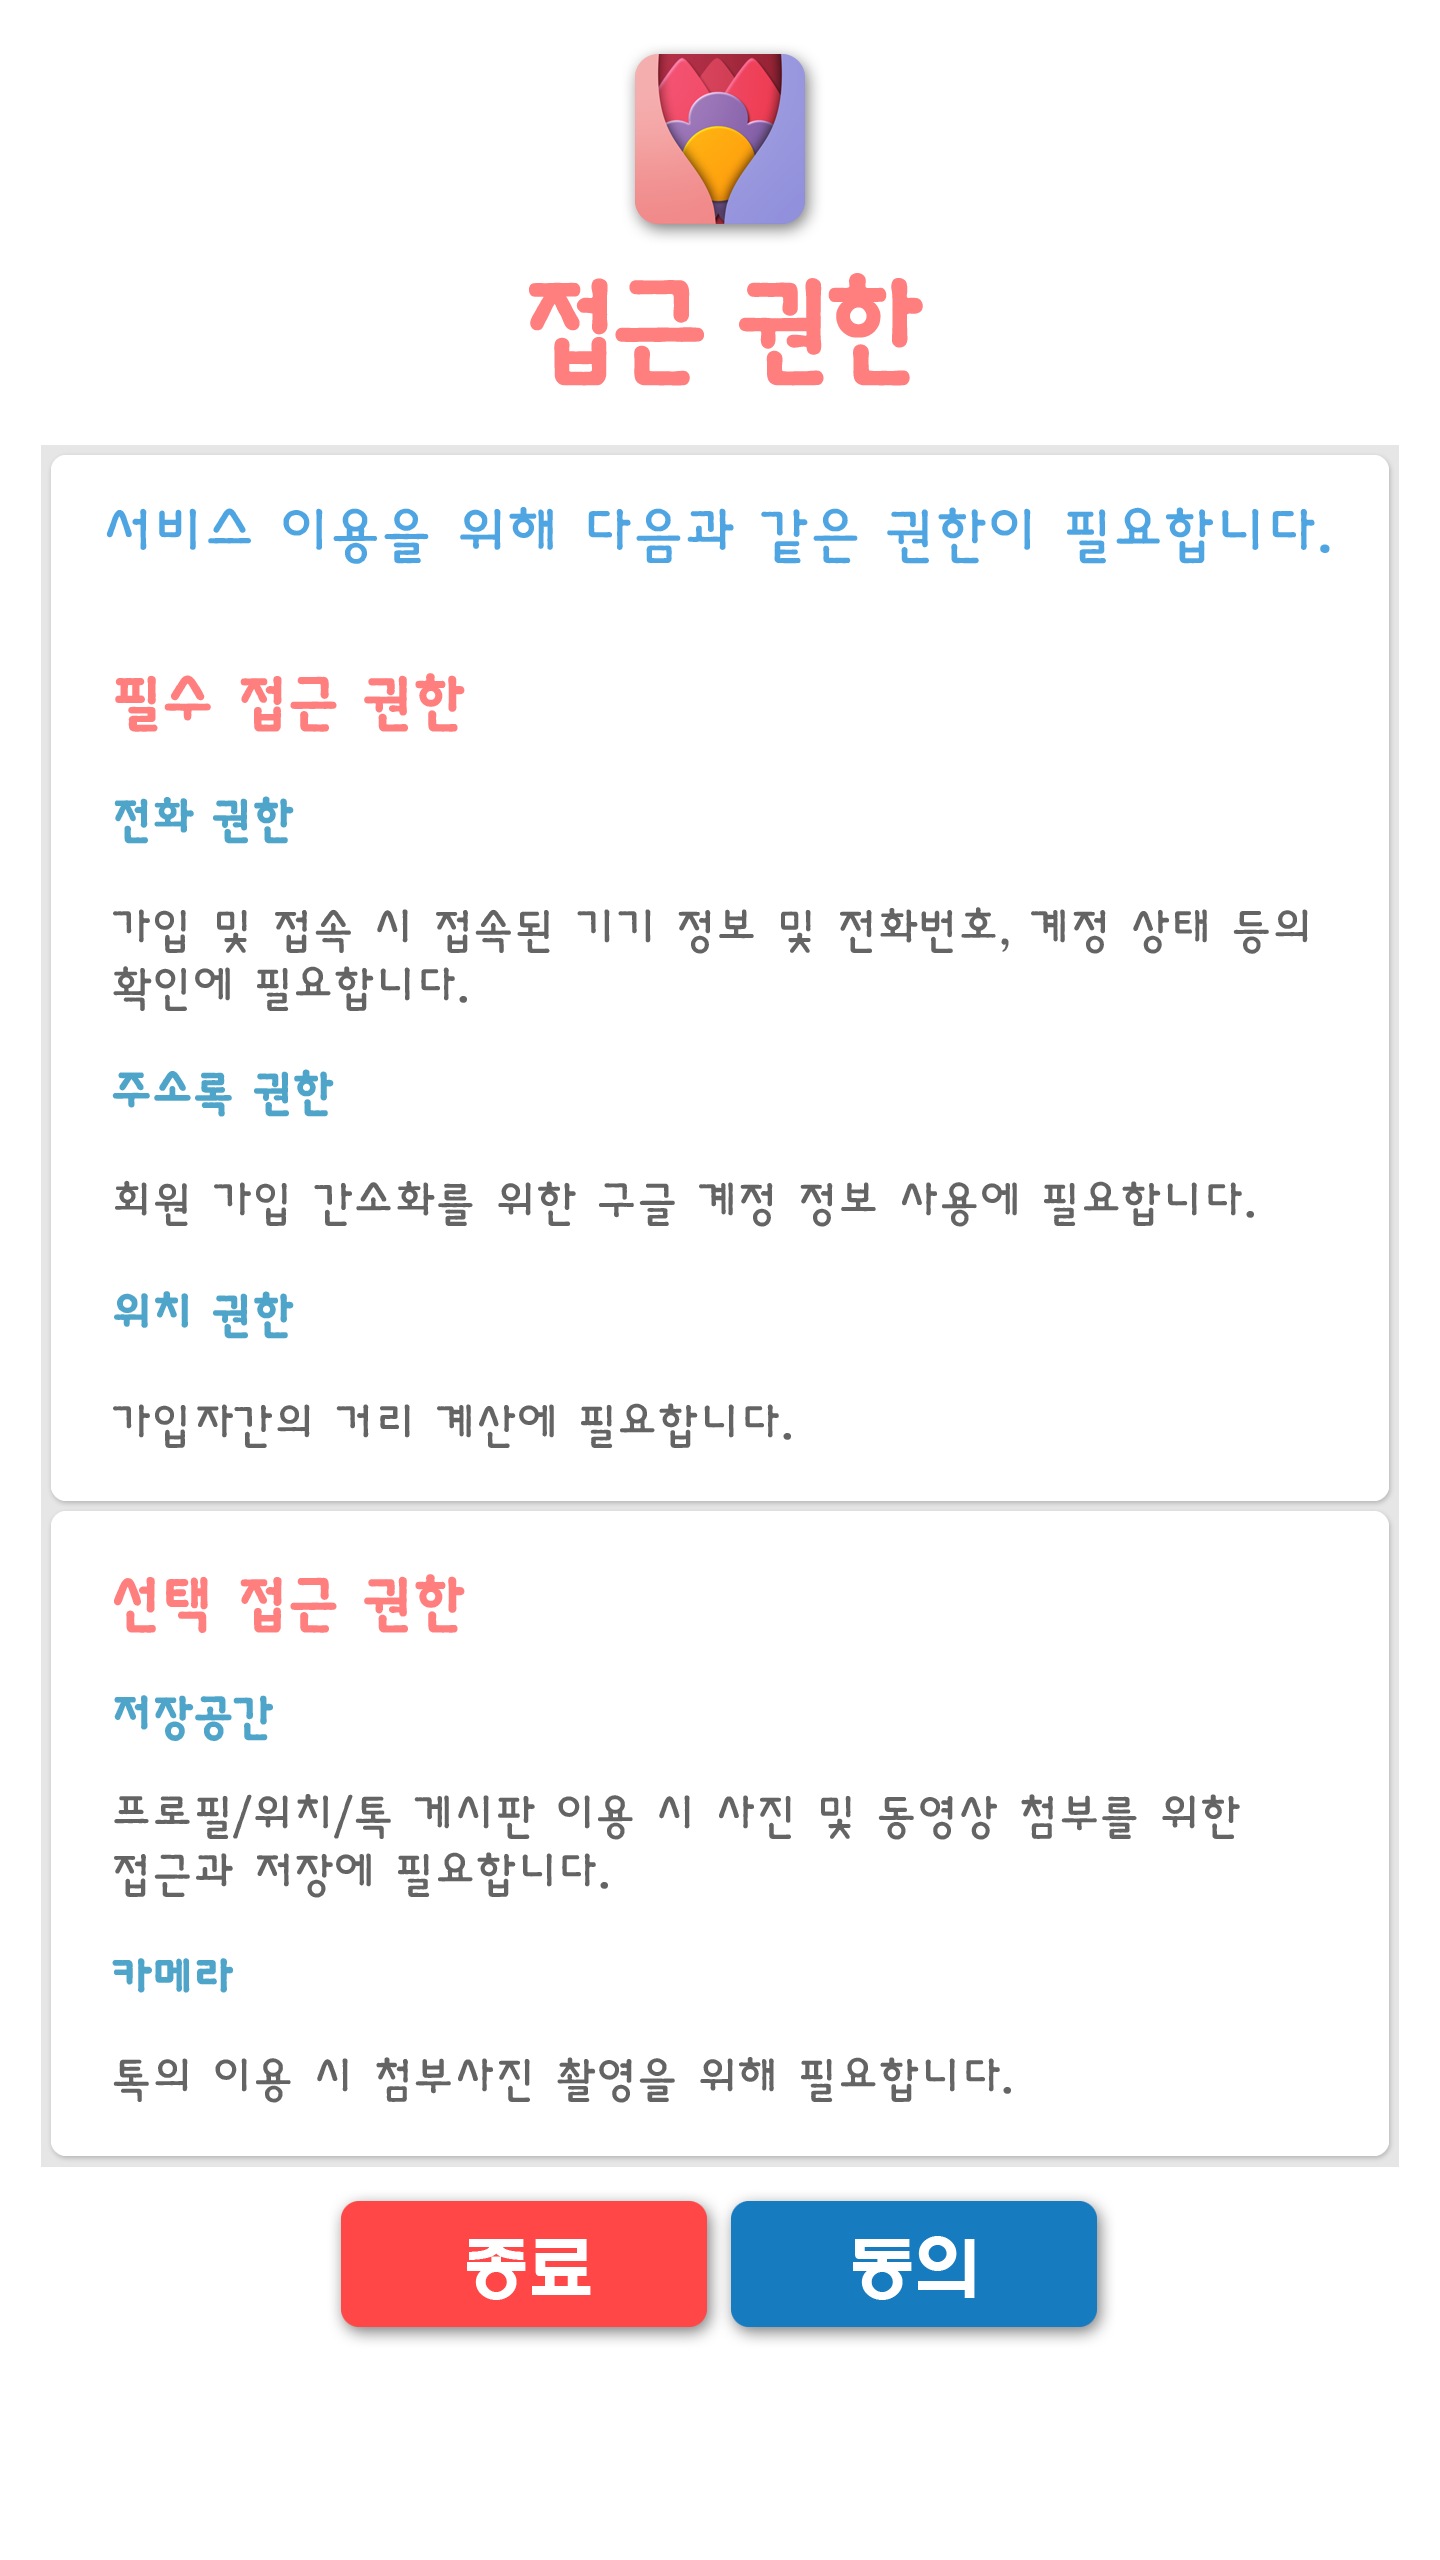 접근 권한
서비스 이용을 위해 다음과 같은 권한이 필요합니다.
필수 접근 권한
전화 권한
가입 및 접속 시 접속된 기기 정보 및 전화번호, 계정 상태 등의
확인에 필요합니다.
주소록 권한
회원 가입 간소화를 위한 구글 계정 정보 사용에 필요합니다.
위치 권한
가입자간의 거리 계산에 필요합니다.
선택 접근 권한
저장공간
프로필/위치/톡 게시판 이용 시 사진 및 동영상 첨부를 위한
접근과 저장에 필요합니다.
카메라
톡의 이용 시 첨부사진 촬영을 위해 필요합니다.
종료 동의